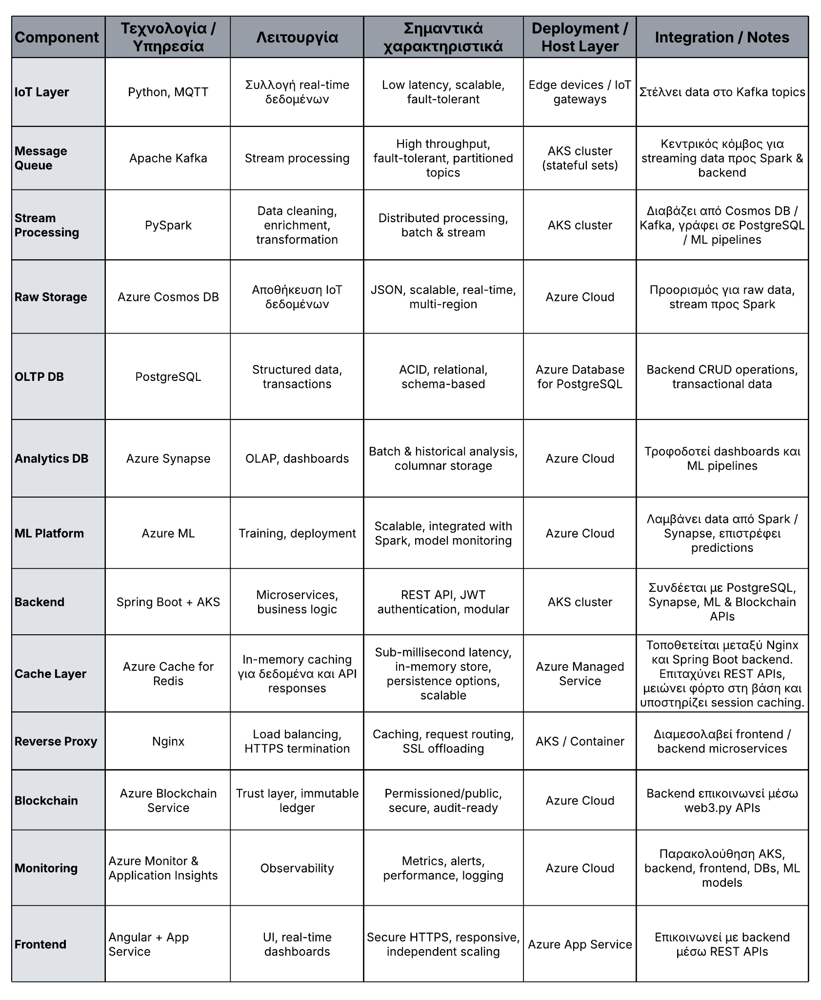 Component
Τεχνολογία /
Υπηρεσία
Λειτουργία
Σημαντικά
χαρακτηριστικά
Deployment /
Host Layer
Integration / Notes
IoT Layer
Python, MQTT
Συλλογή real-time
δεδομένων
Low latency, scalable,
fault-tolerant
Edge devices / IoT
gateways
Στέλνει data στο Kafka topics
Message
Queue
Apache Kafka
Stream processing
High throughput,
fault-tolerant, partitioned
topics
AKS cluster
(stateful sets)
Κεντρικός κόμβος για
streaming data προς Spark &
backend
Stream
Processing
PySpark
Data cleaning,
enrichment,
transformation
Distributed processing,
batch & stream
AKS cluster
Διαβάζει από Cosmos DB /
Kafka, γράφει σε PostgreSQL
/ ML pipelines
Raw Storage
Azure Cosmos DB
Αποθήκευση IoT
δεδομένων
JSON, scalable, real-time,
multi-region
Azure Cloud
Προορισμός για raw data,
stream προς Spark
OLTP DB
PostgreSQL
Structured data,
transactions
ACID, relational,
schema-based
Azure Database
for PostgreSQL
Backend CRUD operations,
transactional data
Analytics DB
Azure Synapse
OLAP, dashboards
Batch & historical analysis,
columnar storage
Azure Cloud
Τροφοδοτεί dashboards και
ML pipelines
ML Platform
Azure ML
Training, deployment
Scalable, integrated with
Spark, model monitoring
Azure Cloud
Λαμβάνει data από Spark /
Synapse, επιστρέφει
predictions
Backend
Spring Boot + AKS
Microservices,
business logic
REST API, JWT
authentication, modular
AKS cluster
Συνδέεται με PostgreSQL,
Synapse, ML & Blockchain
APIs
Cache Layer
Azure Cache for
Redis
In-memory caching
για δεδομένα και API
responses
Sub-millisecond latency,
in-memory store,
persistence options,
scalable
Azure Managed
Service
Τοποθετείται μεταξύ Nginx
και Spring Boot backend.
Επιταχύνει REST APIs,
μειώνει φόρτο στη βάση και
υποστηρίζει session caching.
Reverse Proxy
Nginx
Load balancing,
HTTPS termination
Caching, request routing,
SSL offloading
AKS / Container
Διαμεσολαβεί frontend /
backend microservices
Blockchain
Azure Blockchain
Service
Trust layer, immutable
ledger
Permissioned/public,
secure, audit-ready
Azure Cloud
Backend επικοινωνεί μέσω
web3.py APIs
Monitoring
Azure Monitor &
Application Insights
Observability
Metrics, alerts,
performance, logging
Azure Cloud
Παρακολούθηση AKS,
backend, frontend, DBs, ML
models
Frontend
Angular + App
Service
UI, real-time
dashboards
Secure HTTPS, responsive,
independent scaling
Azure App Service
Επικοινωνεί με backend
μέσω REST APIs